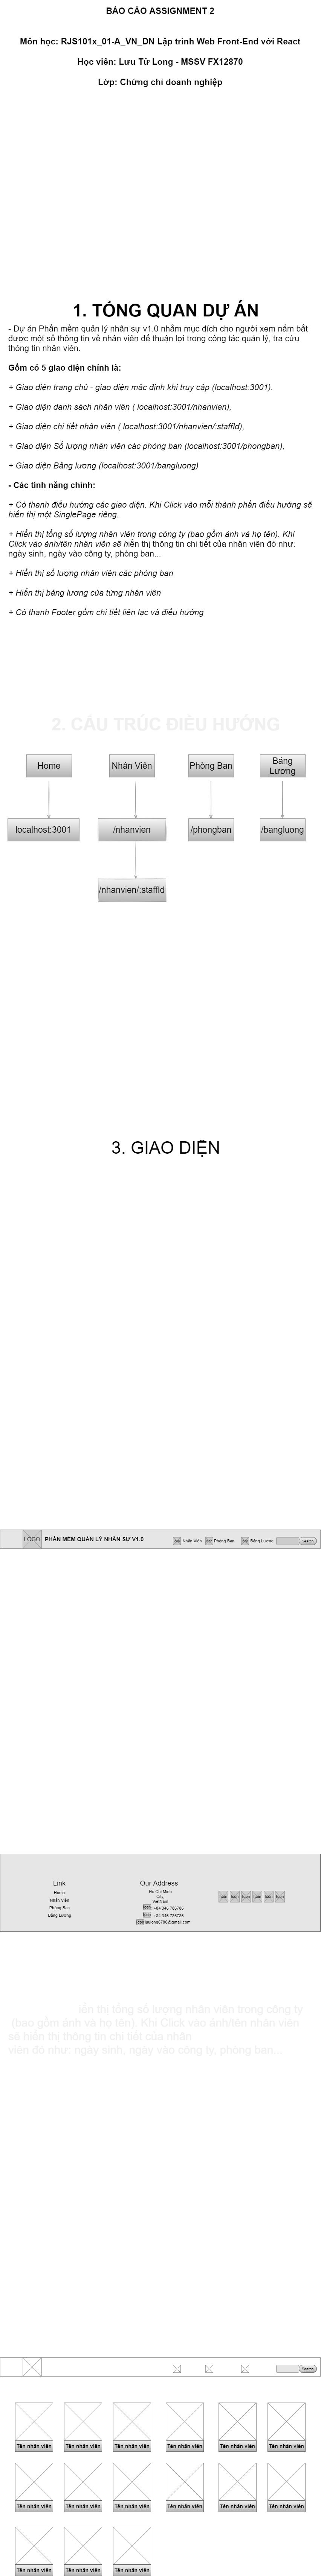 BÁO CÁO ASSIGNMENT 2
Môn học: RJS101x_01-A_VN_DN Lập trình Web Front-End với React
Học viên: Lưu Tử Long - MSSV FX12870
Lớp: Chứng chỉ doanh nghiệp
1. TỔNG QUAN DỰ ÁN
- Dự án Phần mềm quản lý nhân sự v1.0 nhằm mục đích cho người xem nắm bắt
được một số thông tin về nhân viên để thuận lợi trong công tác quản lý, tra cứu
thông tin nhân viên.
Gồm có 5 giao diện chính là:
+ Giao diện trang chủ - giao diện mặc định khi truy cập (localhost:3001).
+ Giao diện danh sách nhân viên ( localhost:3001/nhanvien),
+ Giao diện chi tiết nhân viên ( localhost:3001/nhanvien/:staffId),
+ Giao diện Số lượng nhân viên các phòng ban (localhost:3001/phongban),
+ Giao diện Bảng lương (localhost:3001/bangluong)
- Các tính năng chính:
+ Có thanh điều hướng các giao diện. Khi Click vào mỗi thành phần điều hướng sẽ
hiển thị một SinglePage riêng.
+ Hiển thị tổng số lượng nhân viên trong công ty (bao gồm ảnh và họ tên). Khi
Click vào ảnh/tên nhân viên sẽ hiển thị thông tin chi tiết của nhân viên đó như:
ngày sinh, ngày vào công ty, phòng ban...
+ Hiển thị số lượng nhân viên các phòng ban
+ Hiển thị bảng lương của từng nhân viên
+ Có thanh Footer gồm chi tiết liên lạc và điều hướng
2. CẤU TRÚC ĐIỀU HƯỚNG
Home Nhân Viên Phòng Ban Bảng Lương
localhost:3001 /nhanvien /phongban /bangluong
/nhanvien/:staffId
3. GIAO DIỆN
LOGO PHẦN MỀM QUẢN LÝ NHÂN SỰ V1.0 Nhân Viên Phòng Ban Bảng Lương Search
Link Our Address
Home
Nhân Viên
Phòng Ban
Bảng Lương
Ho Chi Minh
City,
VietNam
+84 346 788786
+84 346 788786
luulong8789@gmail.com
Icon Icon Icon Icon Icon Icon
iển thị tổng số lượng nhân viên trong công ty
(bao gồm ảnh và họ tên). Khi Click vào ảnh/tên nhân viên
sẽ hiển thị thông tin chi tiết của nhân
viên đó như: ngày sinh, ngày vào công ty, phòng ban...
Search
Tên nhân viên Tên nhân viên Tên nhân viên Tên nhân viên Tên nhân viên Tên nhân viên
Tên nhân viên Tên nhân viên Tên nhân viên Tên nhân viên Tên nhân viên Tên nhân viên
Tên nhân viên Tên nhân viên Tên nhân viên